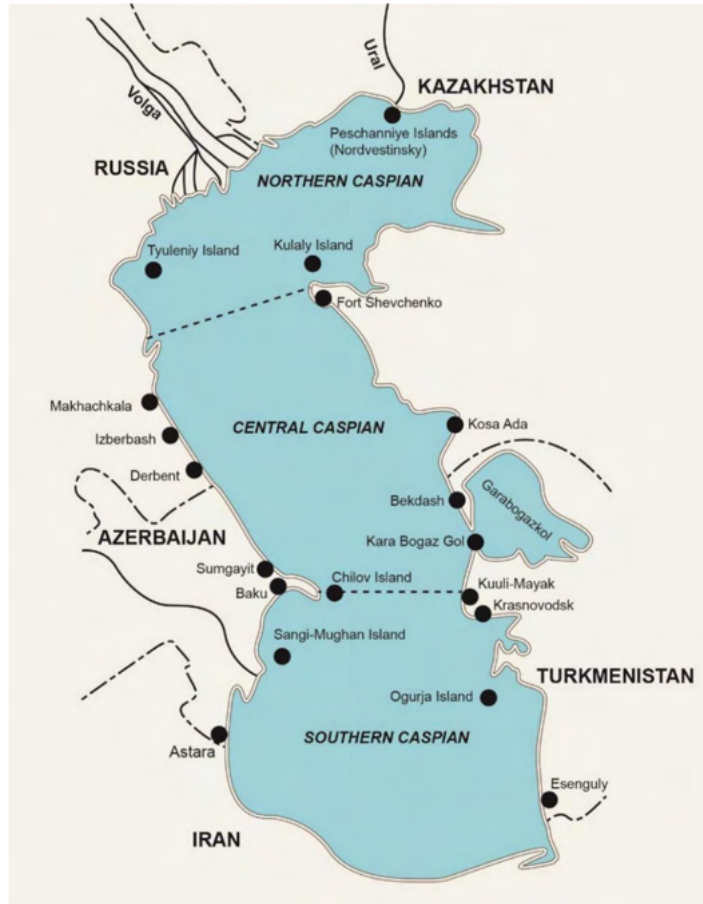 Ural
KAZAKHSTAN
Volga
Peschanniye Islands
(Nordvestinsky)
RUSSIA
NORTHERN CASPIAN
Tyuleniy Island
Kulaly Island
Fort Shevchenko
Makhachkala
Izberbash
CENTRAL CASPIAN
Kosa Ada
Derbent
Bekdash
Garabogazkol
AZERBAIJAN
Kara Bogaz Gol
Sumgayit
Baku
Chilov Island
Kuuli-Mayak
Krasnovodsk
Sangi-Mughan Island
TURKMENISTAN
Ogurja Island
SOUTHERN CASPIAN
Astara
Esenguly
IRAN